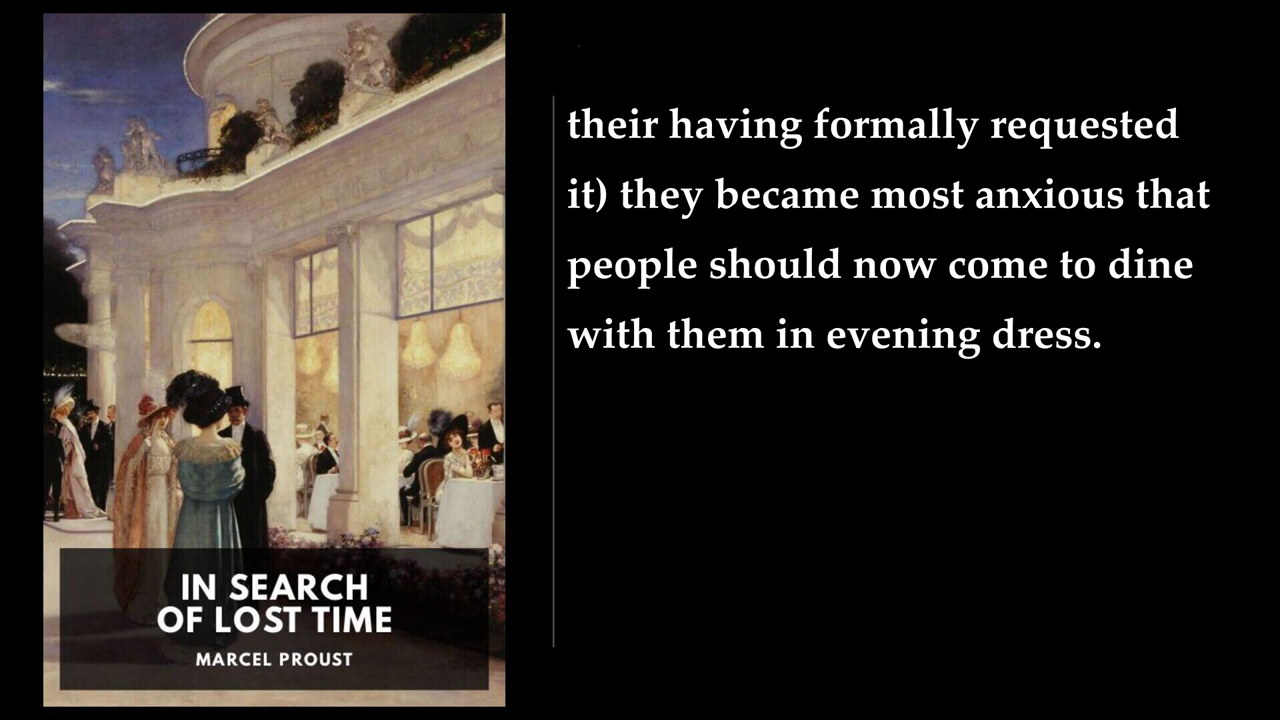 IN SEARCH
OF LOST TIME
MARCEL PROUST
their having formally requested
it) they became most anxious that
people should now come to dine
with them in evening dress.